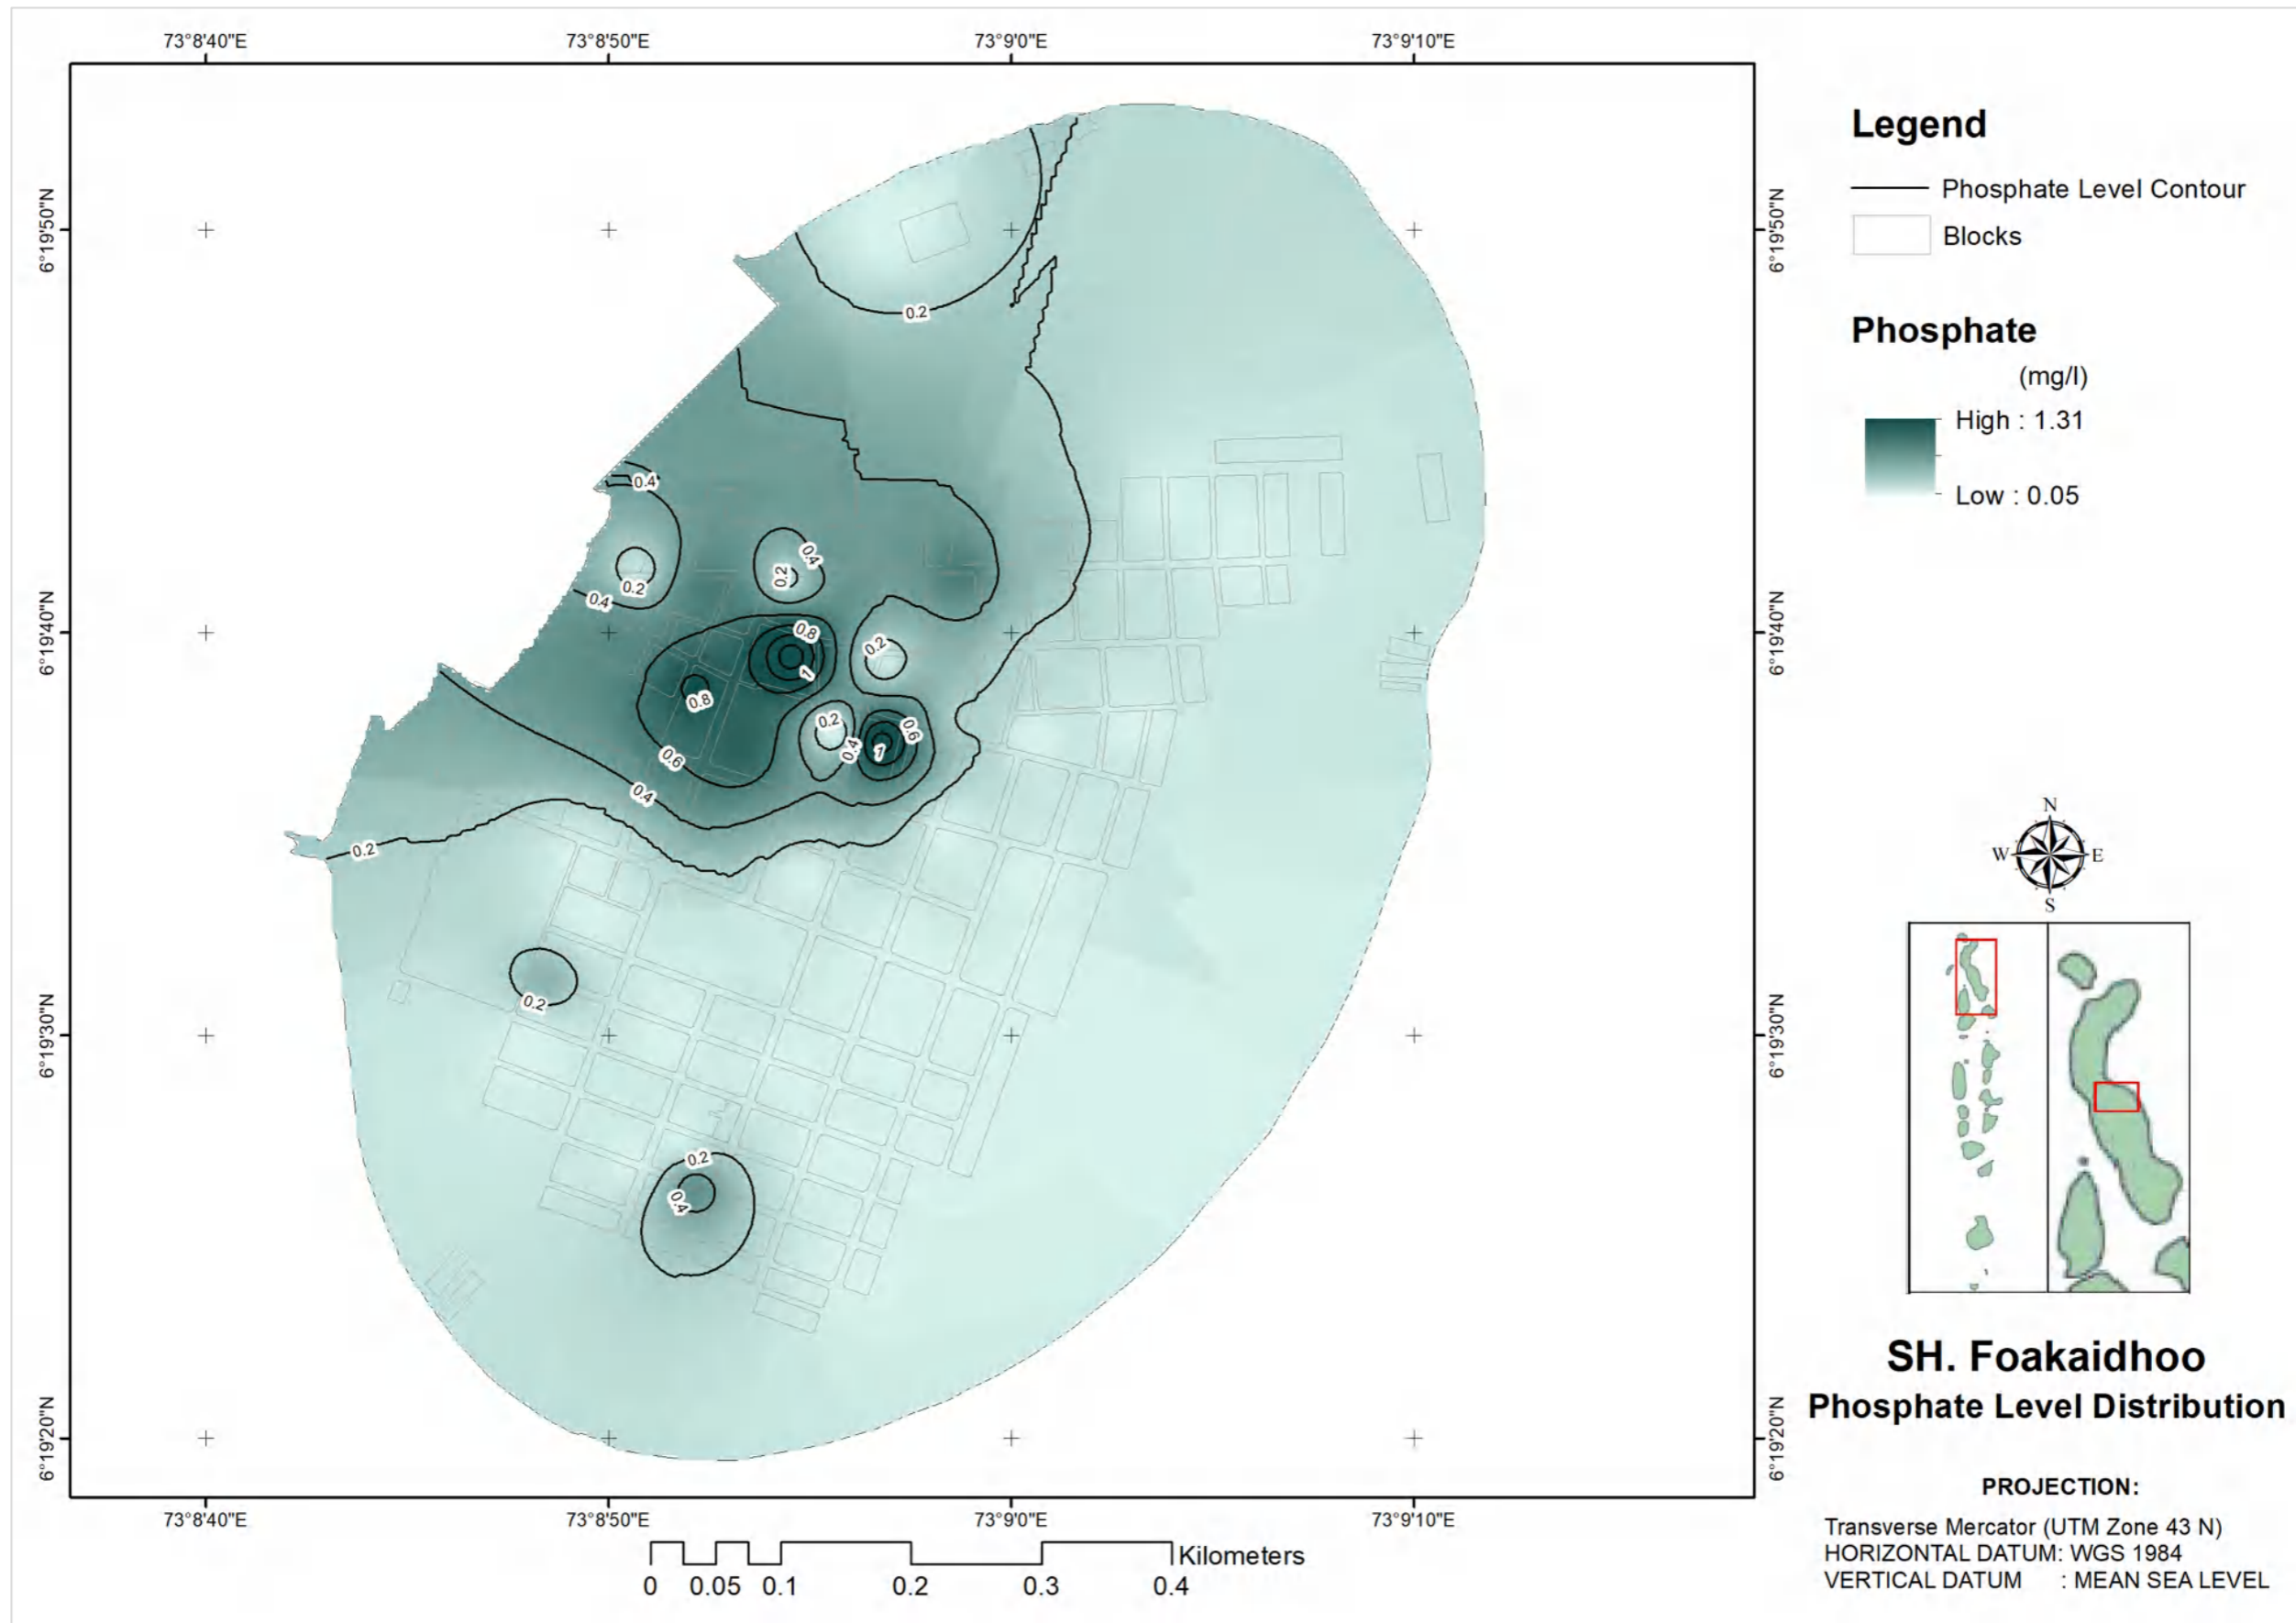 73°8'40"E
73°8'50"E
73°9'0"E
73°9'10"E
6°19'50"N
6°19'50"N
6°19'40"N
6°19'40"N
6°19'30"N
6°19'30"N
6°19'20"N
6°19'20"N
0.2
0.4
0.4
0.2
0.2
0.4
0.8
1
0.2
0.8
0.2
0.4
0.6
1
0.6
0.4
0.2
0.2
0.2
0.4
73°8'40"E
73°8'50"E
73°9'0"E
73°9'10"E
Kilometers
0 0.05 0.1 0.2 0.3 0.4
Legend
Phosphate Level Contour
Blocks
Phosphate
(mg/l)
High : 1.31
Low : 0.05
N
W E
S
SH. Foakaidhoo
Phosphate Level Distribution
PROJECTION:
Transverse Mercator (UTM Zone 43 N)
HORIZONTAL DATUM: WGS 1984
VERTICAL DATUM : MEAN SEA LEVEL